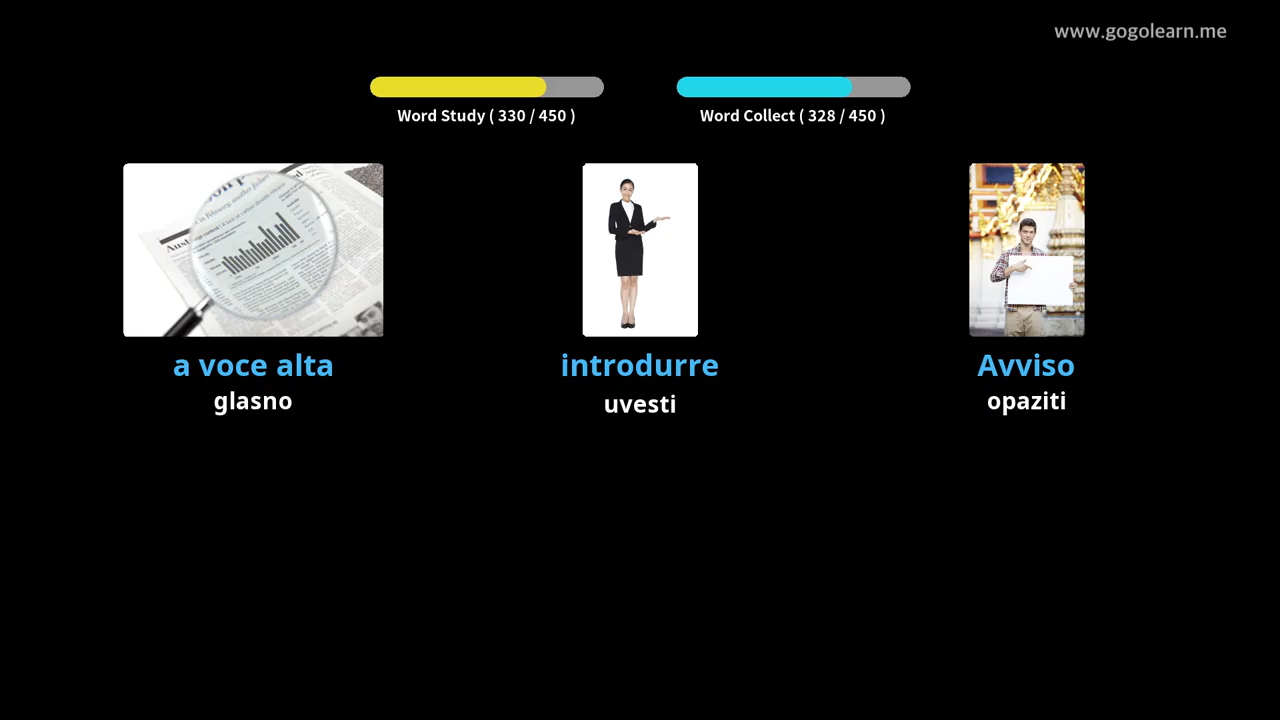 www.gogolearn.me
Word Study ( 330 / 450 )
Word Collect ( 328 / 450 )
a voce alta
glasno
introdurre
uvesti
Avviso
opaziti